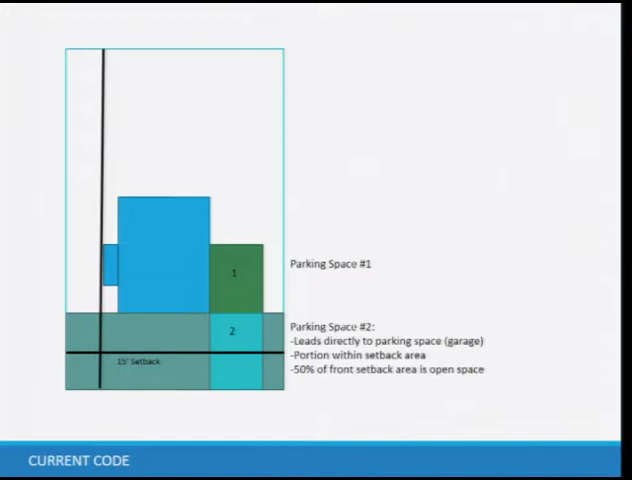 1
Parking Space #1
2
Parking Space #2:
-Leads directly to parking space (garage)
-Portion within setback area
-50% of front setback area is open space
15' Setback
CURRENT CODE